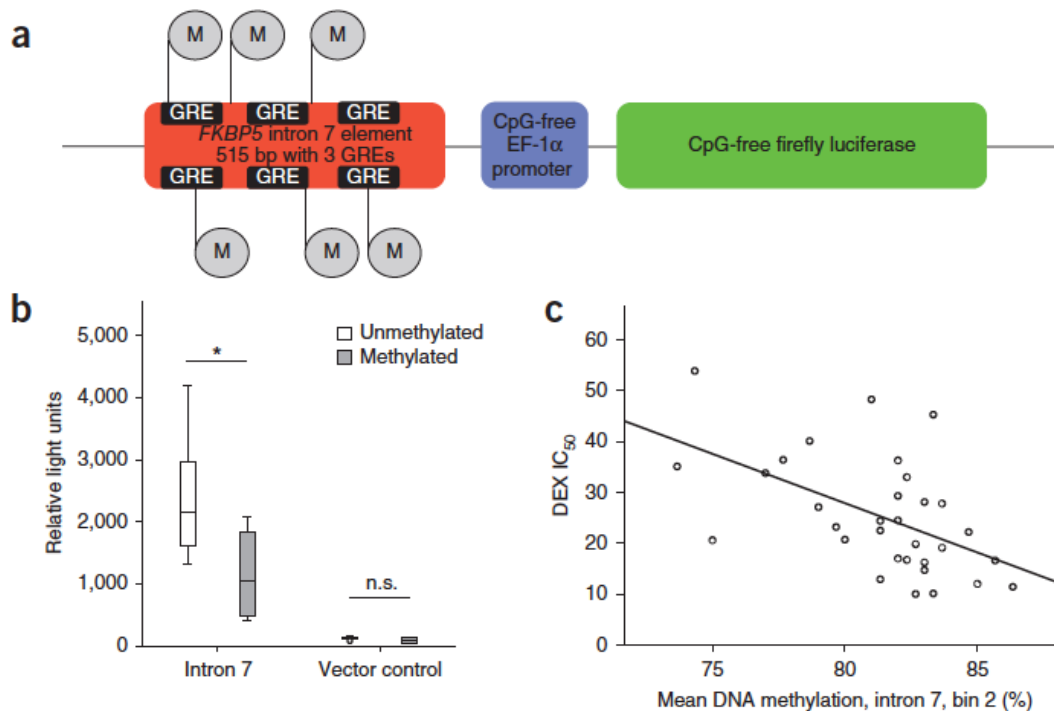 a
M M M
GRE GRE GRE
FKBP5 intron 7 element
515 bp with 3 GREs
GRE GRE GRE
M M M
CpG-free
EF-1α
promoter
CpG-free firefly luciferase
b
Relative light units
5,000
4,000
3,000
2,000
1,000
0
Unmethylated
Methylated
*
n.s.
Intron 7
Vector control
c
DEX IC50
60
50
40
30
20
10
0
75
80
85
Mean DNA methylation, intron 7, bin 2 (%)